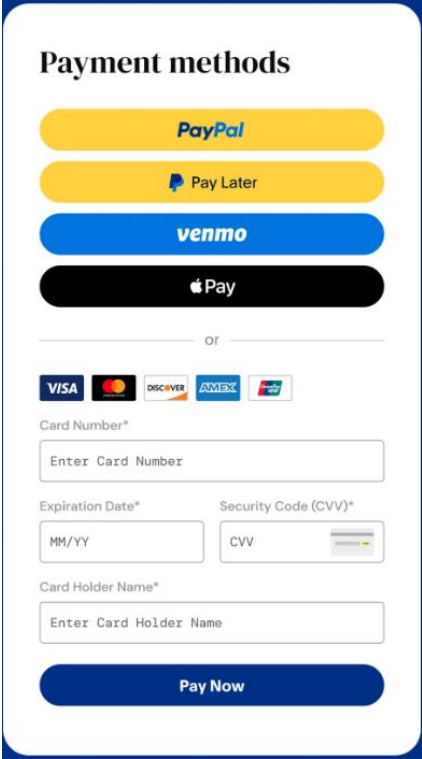 Payment methods
PayPal
Pay Later
venmo
Pay
or
VISA DISCOVER AMEX
Card Number*
Enter Card Number
Expiration Date* Security Code (CVV)*
MM/YY CVV
Card Holder Name*
Enter Card Holder Name
Pay Now